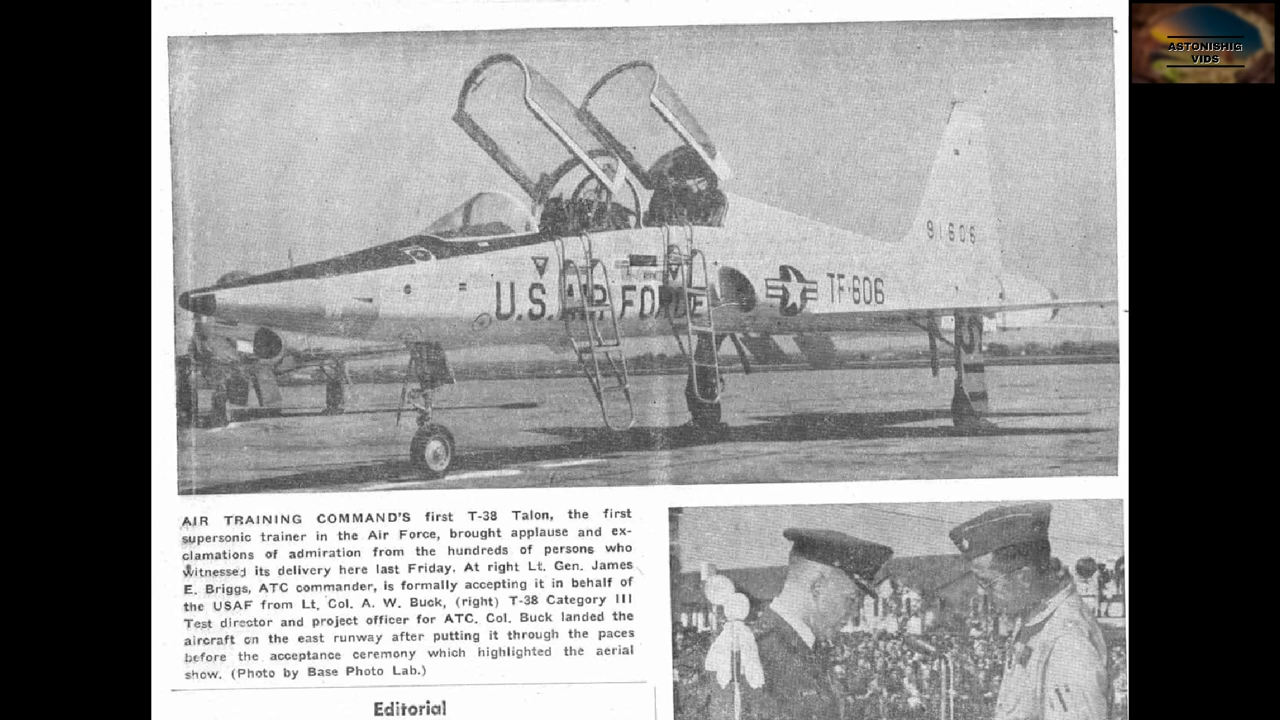 ASTONISHIG
VIDS
91606
U.S. AIR FORCE
TF-606
AIR TRAINING COMMAND'S first T-38 Talon, the first
supersonic trainer in the Air Force, brought applause and ex-
clamations of admiration from the hundreds of persons who
witnessed its delivery here last Friday. At right Lt. Gen. James
E. Briggs, ATC commander, is formally accepting it in behalf of
the USAF from Lt. Col. A. W. Buck, (right) T-38 Category III
Test director and project officer for ATC. Col. Buck landed the
aircraft on the east runway after putting it through the paces
before the acceptance ceremony which highlighted the aerial
show. (Photo by Base Photo Lab.)
Editorial